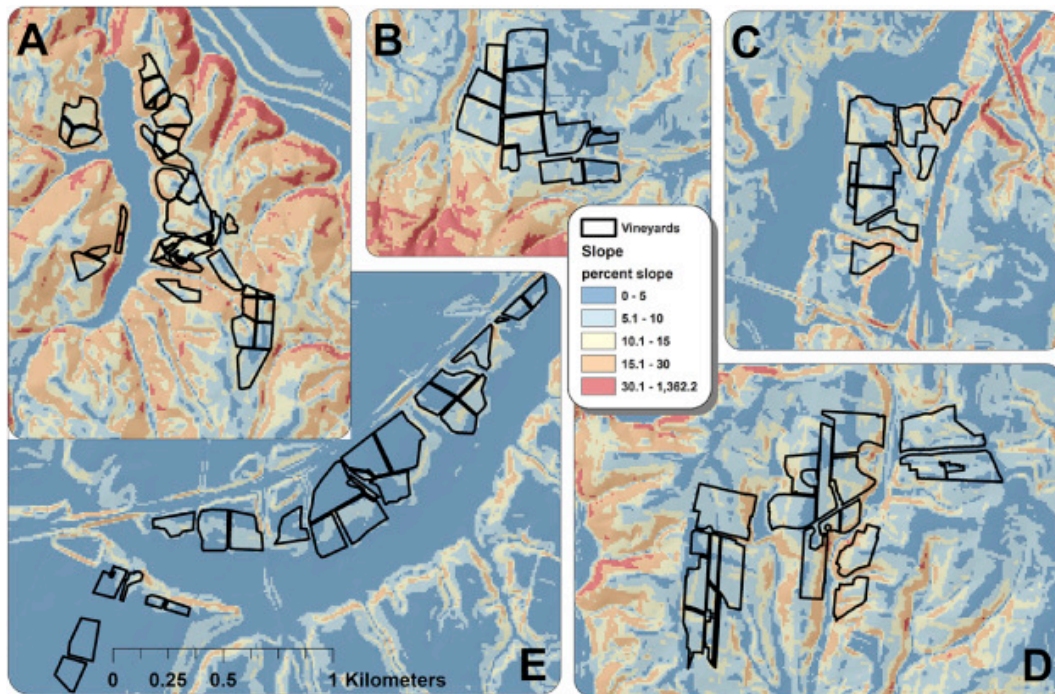 A
B
C
Vineyards
Slope
percent slope
0 - 5
5.1 - 10
10.1 - 15
15.1 - 30
30.1 - 1,362.2
E
D
0 0.25 0.5 1 Kilometers